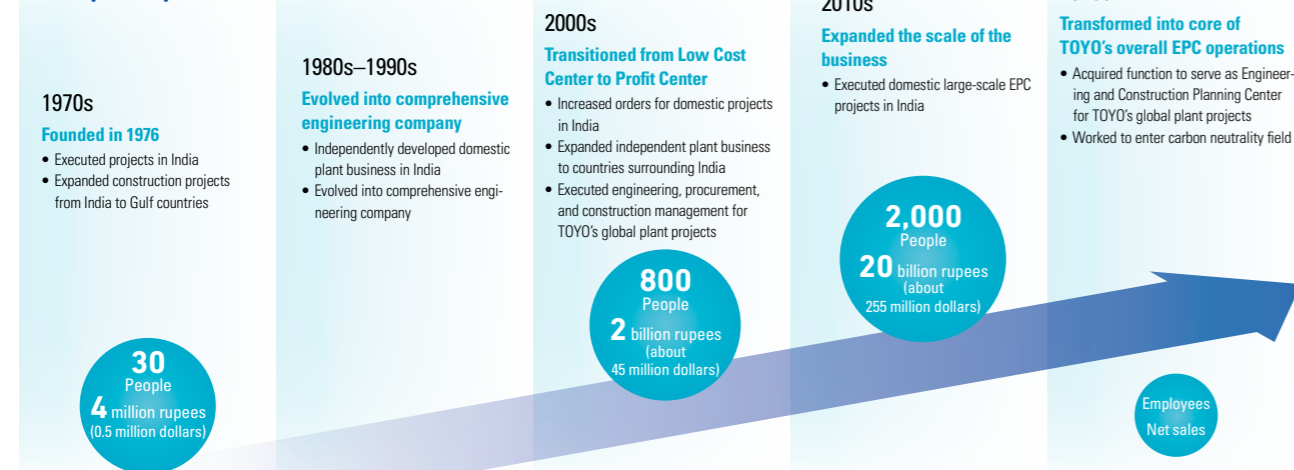 1970s
Founded in 1976
• Executed projects in India
• Expanded construction projects
from India to Gulf countries
30
People
4 million rupees
(0.5 million dollars)
1980s–1990s
Evolved into comprehensive
engineering company
• Independently developed domestic
plant business in India
• Evolved into comprehensive engi-
neering company
2000s
Transitioned from Low Cost
Center to Profit Center
• Increased orders for domestic projects
in India
• Expanded independent plant business
to countries surrounding India
• Executed engineering, procurement,
and construction management for
TOYO's global plant projects
800
People
2 billion rupees
(about
45 million dollars)
2010s
Expanded the scale of the
business
• Executed domestic large-scale EPC
projects in India
2,000
People
20 billion rupees
(about
255 million dollars)
Transformed into core of
TOYO's overall EPC operations
• Acquired function to serve as Engineer-
ing and Construction Planning Center
for TOYO's global plant projects
• Worked to enter carbon neutrality field
Employees
Net sales